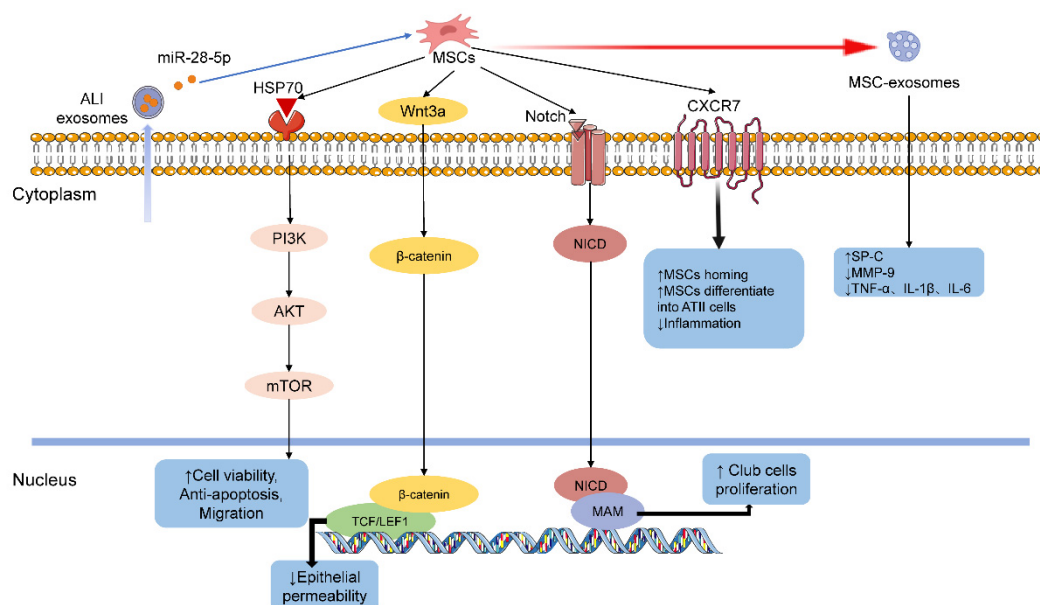 miR-28-5p
MSCs
ALI
exosomes
HSP70
Wnt3a
Notch
CXCR7
MSC-exosomes
Cytoplasm
PI3K
β-catenin
NICD
↑MSCs homing
↑MSCs differentiate
into ATII cells
↓Inflammation
↑SP-C
↓MMP-9
↓TNF-α、IL-1β、IL-6
AKT
mTOR
Nucleus
↑Cell viability,
Anti-apoptosis,
Migration
β-catenin
TCF/LEF1
NICD
MAM
↑ Club cells
proliferation
↓Epithelial
permeability